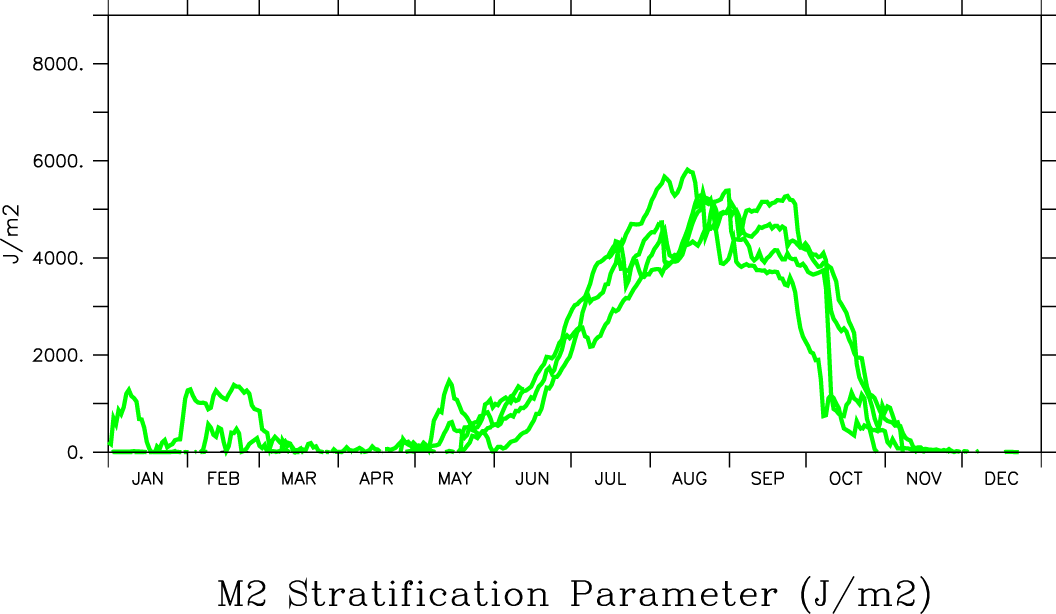 8000.
6000.
4000.
2000.
0.
J/m2
JAN FEB MAR APR MAY JUN JUL AUG SEP OCT NOV DEC
M2 Stratification Parameter (J/m2)